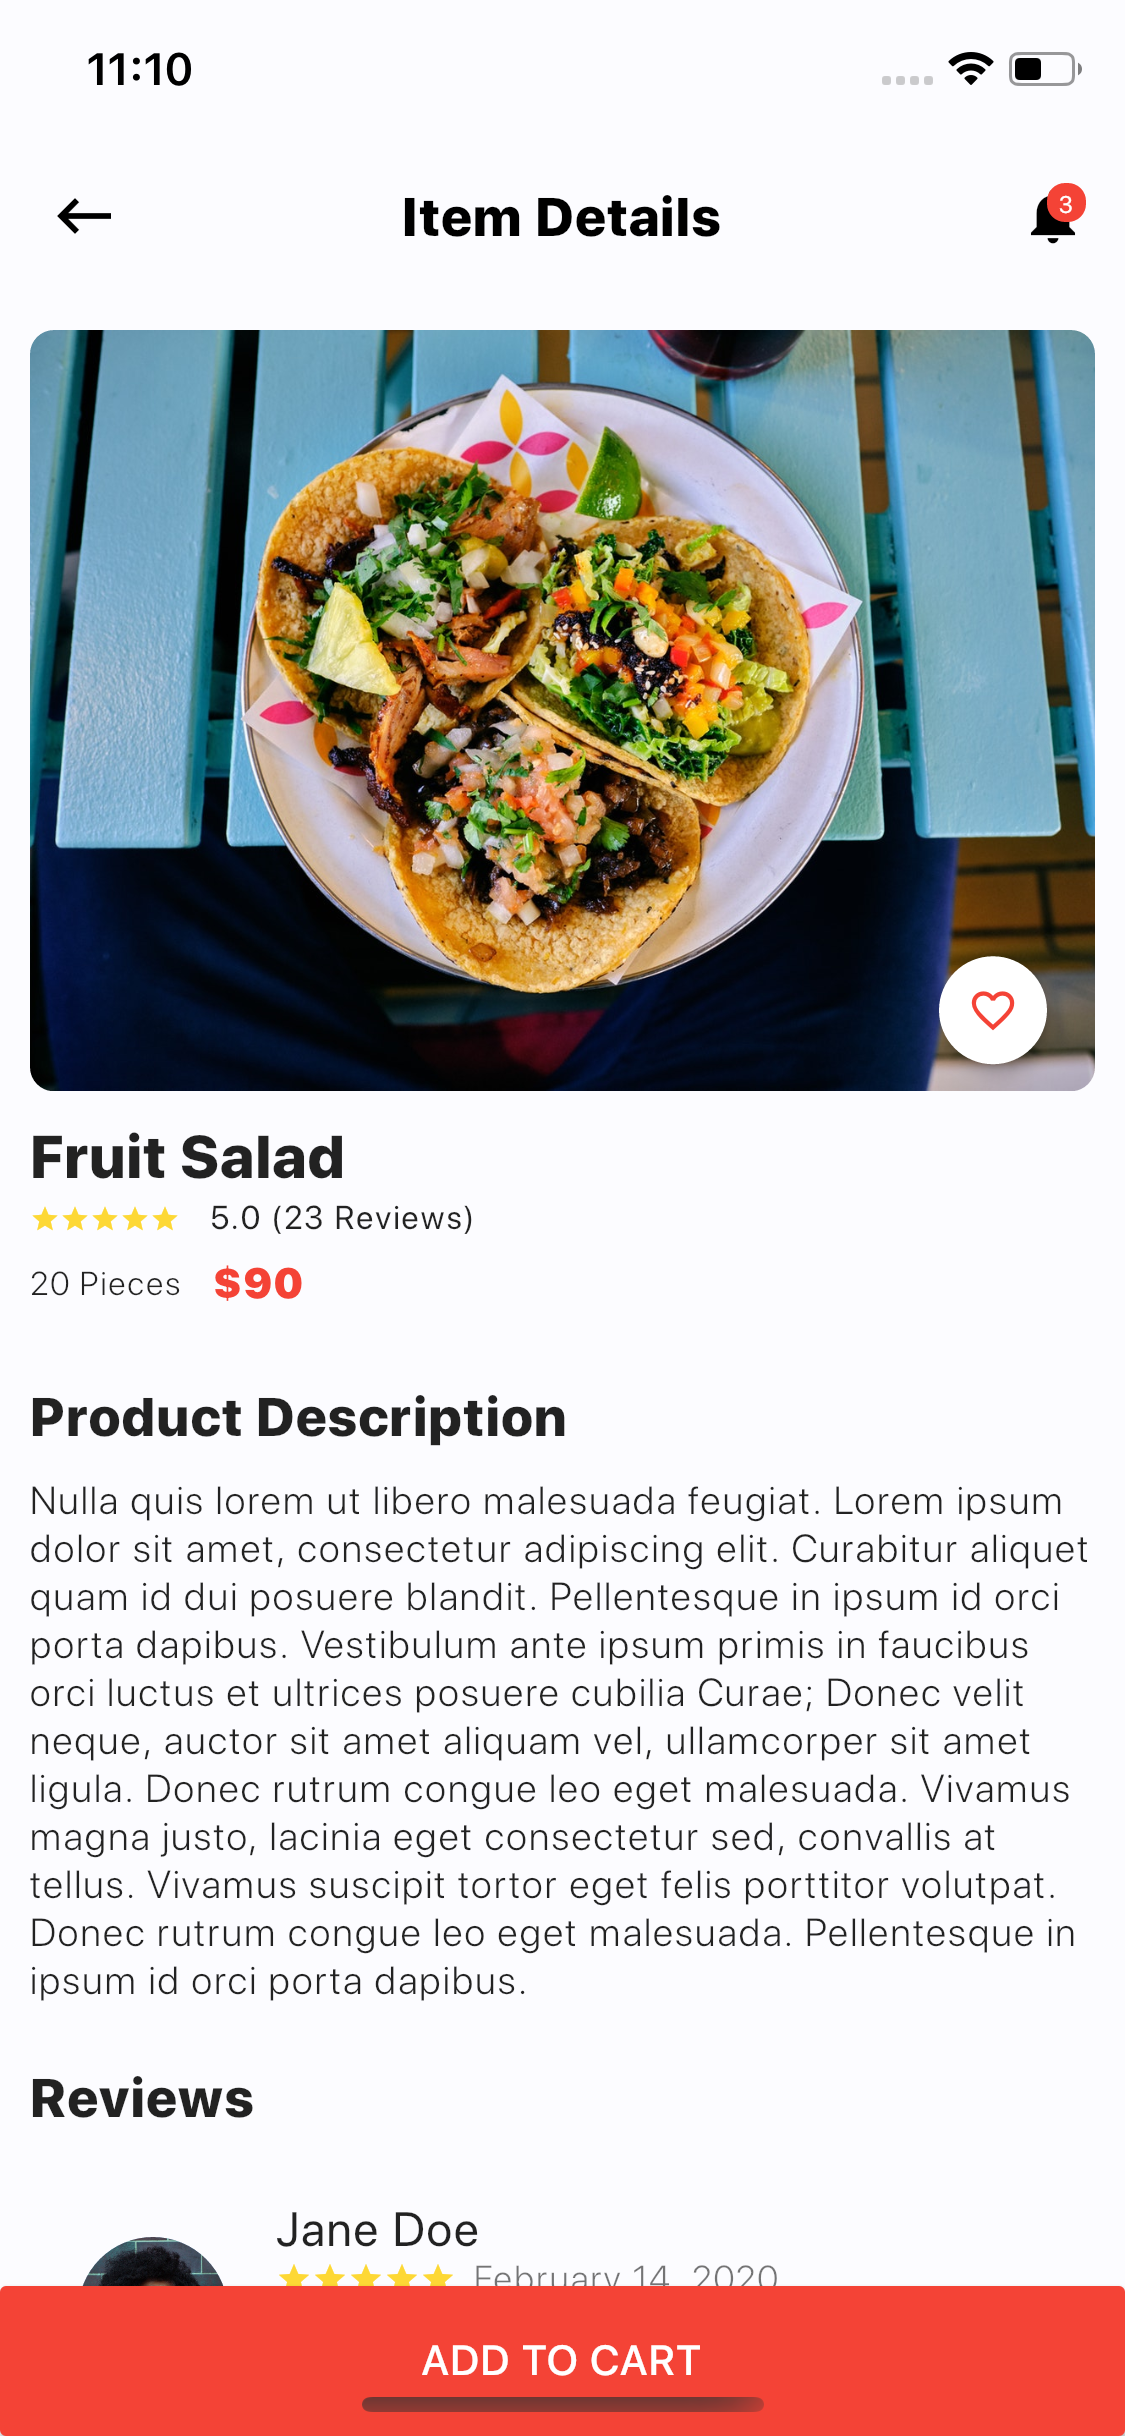 11:10
Item Details
3
Fruit Salad
5.0 (23 Reviews)
20 Pieces $90
Product Description
Nulla quis lorem ut libero malesuada feugiat. Lorem ipsum
dolor sit amet, consectetur adipiscing elit. Curabitur aliquet
quam id dui posuere blandit. Pellentesque in ipsum id orci
porta dapibus. Vestibulum ante ipsum primis in faucibus
orci luctus et ultrices posuere cubilia Curae; Donec velit
neque, auctor sit amet aliquam vel, ullamcorper sit amet
ligula. Donec rutrum congue leo eget malesuada. Vivamus
magna justo, lacinia eget consectetur sed, convallis at
tellus. Vivamus suscipit tortor eget felis porttitor volutpat.
Donec rutrum congue leo eget malesuada. Pellentesque in
ipsum id orci porta dapibus.
Reviews
Jane Doe
February 14, 2020
ADD TO CART